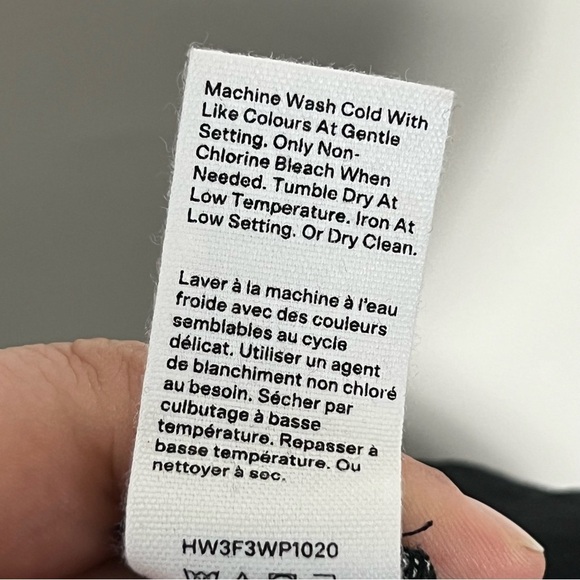 Machine Wash Cold With
Like Colours At Gentle
Setting. Only Non-
Chlorine Bleach When
Needed. Tumble Dry At
Low Temperature. Iron At
Low Setting. Or Dry Clean.
Laver à la machine à l'eau
froide avec des couleurs
semblables au cycle
délicat. Utiliser un agent
de blanchiment non chloré
au besoin. Sécher par
culbutage à basse
température. Repasser à
basse température. Ou
nettoyer à sec.
HW3F3WP1020